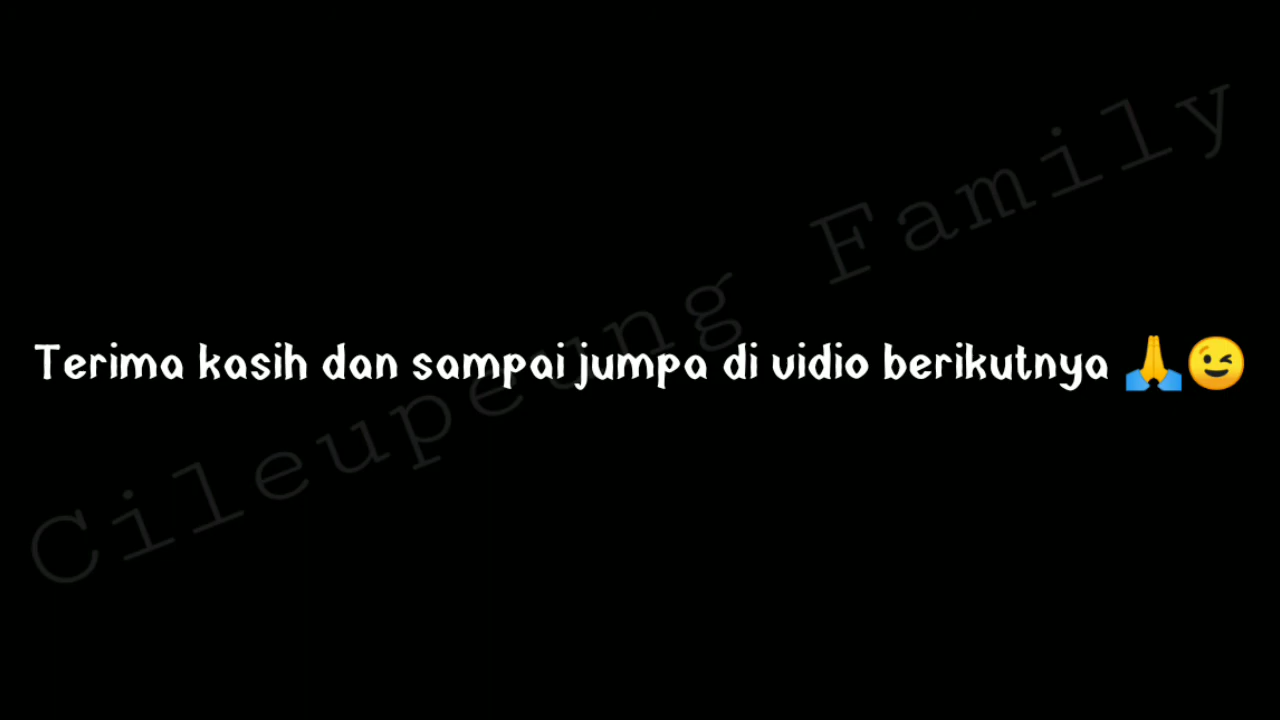 Terima kasih dan sampai jumpa di vidio berikutnya 🙏😉
Cileupeung Family